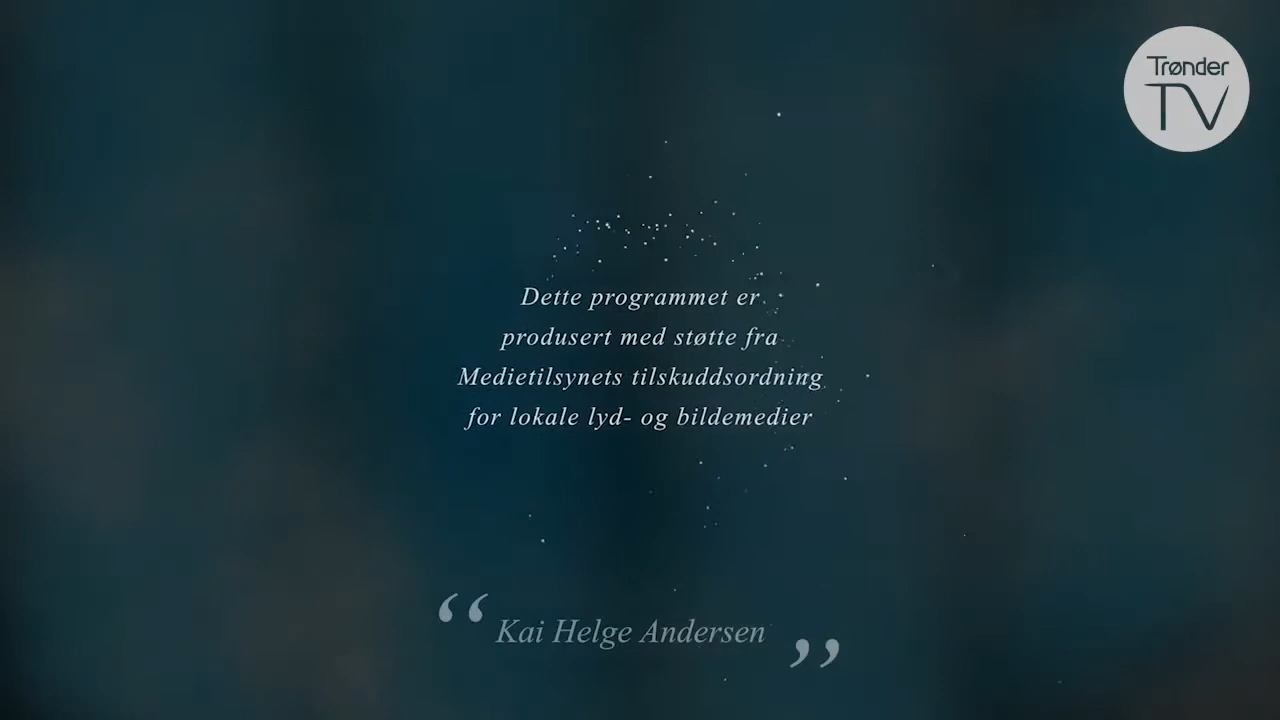 Trønder
TV
Dette programmet er
produsert med støtte fra
Medietilsynets tilskuddsordning
for lokale lyd- og bildemedier
“ Kai Helge Andersen ”